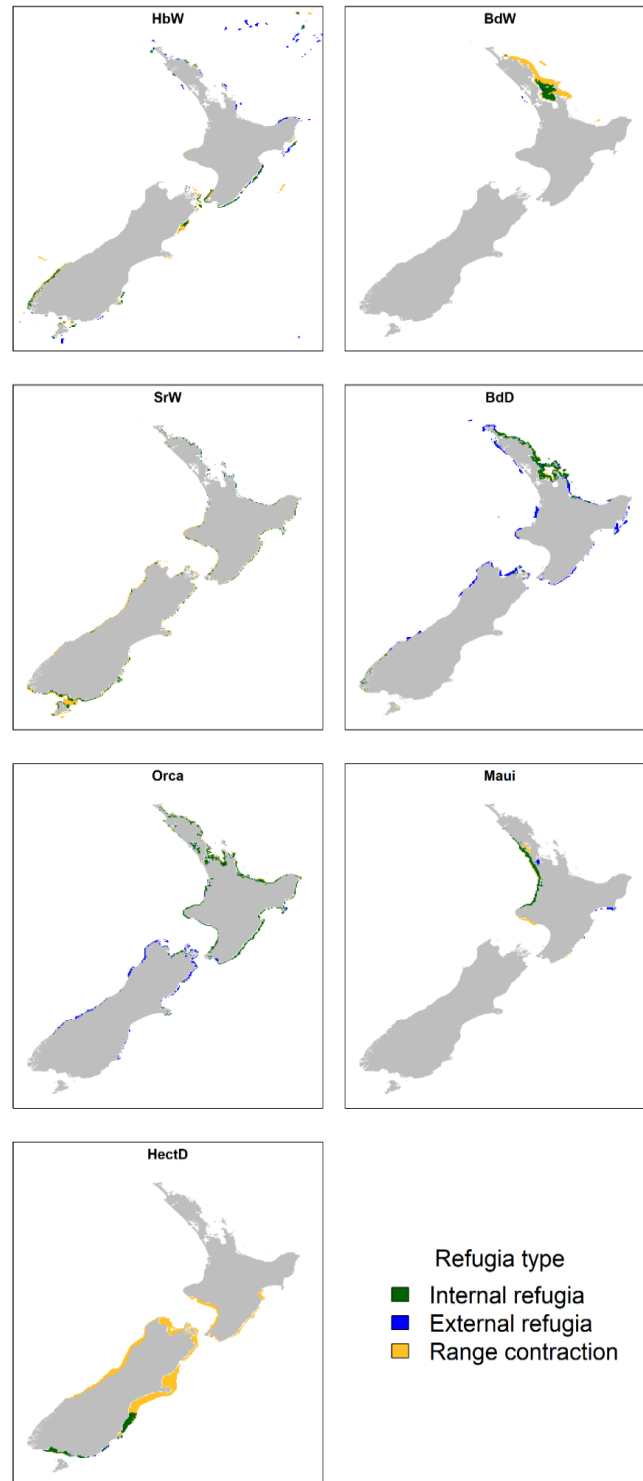 HbW
BdW
SrW
BdD
Orca
Maui
HectD
Refugia type
Internal refugia
External refugia
Range contraction